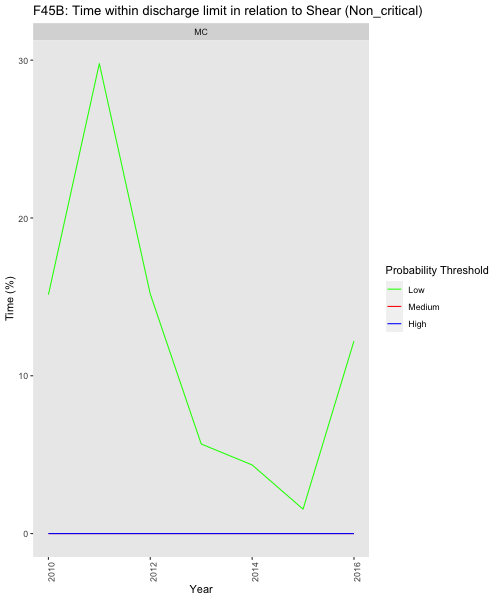 F45B: Time within discharge limit in relation to Shear (Non_critical)
MC
30
20
10
0
Time (%)
2010
2012
2014
2016
Year
Probability Threshold
Low
Medium
High